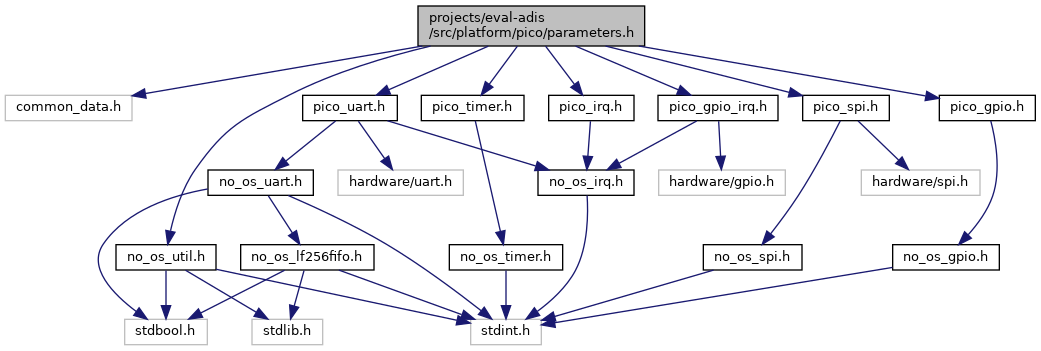 projects/eval-adis
/src/platform/pico/parameters.h
common_data.h
pico_uart.h
pico_timer.h
pico_irq.h
pico_gpio_irq.h
pico_spi.h
pico_gpio.h
no_os_uart.h
hardware/uart.h
no_os_irq.h
hardware/gpio.h
hardware/spi.h
no_os_util.h
no_os_lf256fifo.h
no_os_timer.h
no_os_spi.h
no_os_gpio.h
stdbool.h
stdlib.h
stdint.h